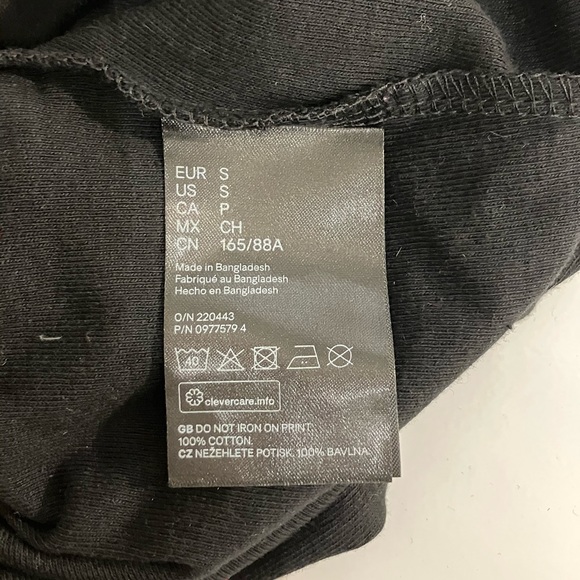 EUR S
US S
CA P
MX CH
CN 165/88A
Made in Bangladesh
Fabriqué au Bangladesh
Hecho en Bangladesh
O/N 220443
P/N 0977579 4
40
clevercare.info
GB DO NOT IRON ON PRINT.
100% COTTON.
CZ NEŽEHLETE POTISK. 100% BAVLNA.